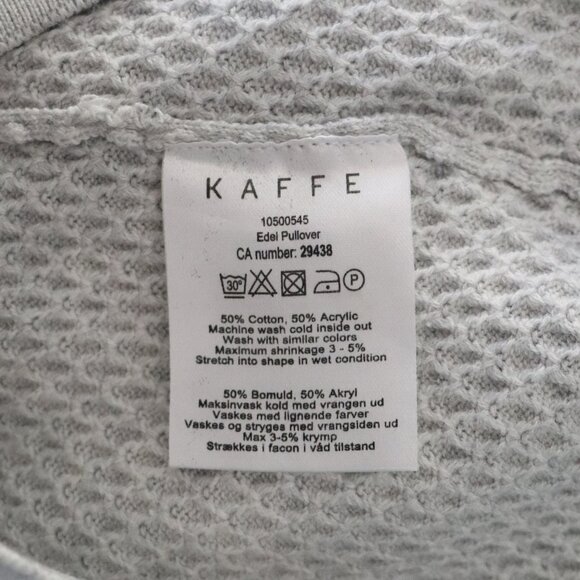 KAFFE
10500545
Edel Pullover
CA number: 29438
30°
P
50% Cotton, 50% Acrylic
Machine wash cold inside out
Wash with similar colors
Maximum shrinkage 3 - 5%
Stretch into shape in wet condition
50% Bomuld, 50% Akryl
Maksinvask kold med vrangen ud
Vaskes med lignende farver
Vaskes og stryges med vrangsiden ud
Max 3-5% krymp
Strækkes i facon i våd tilstand